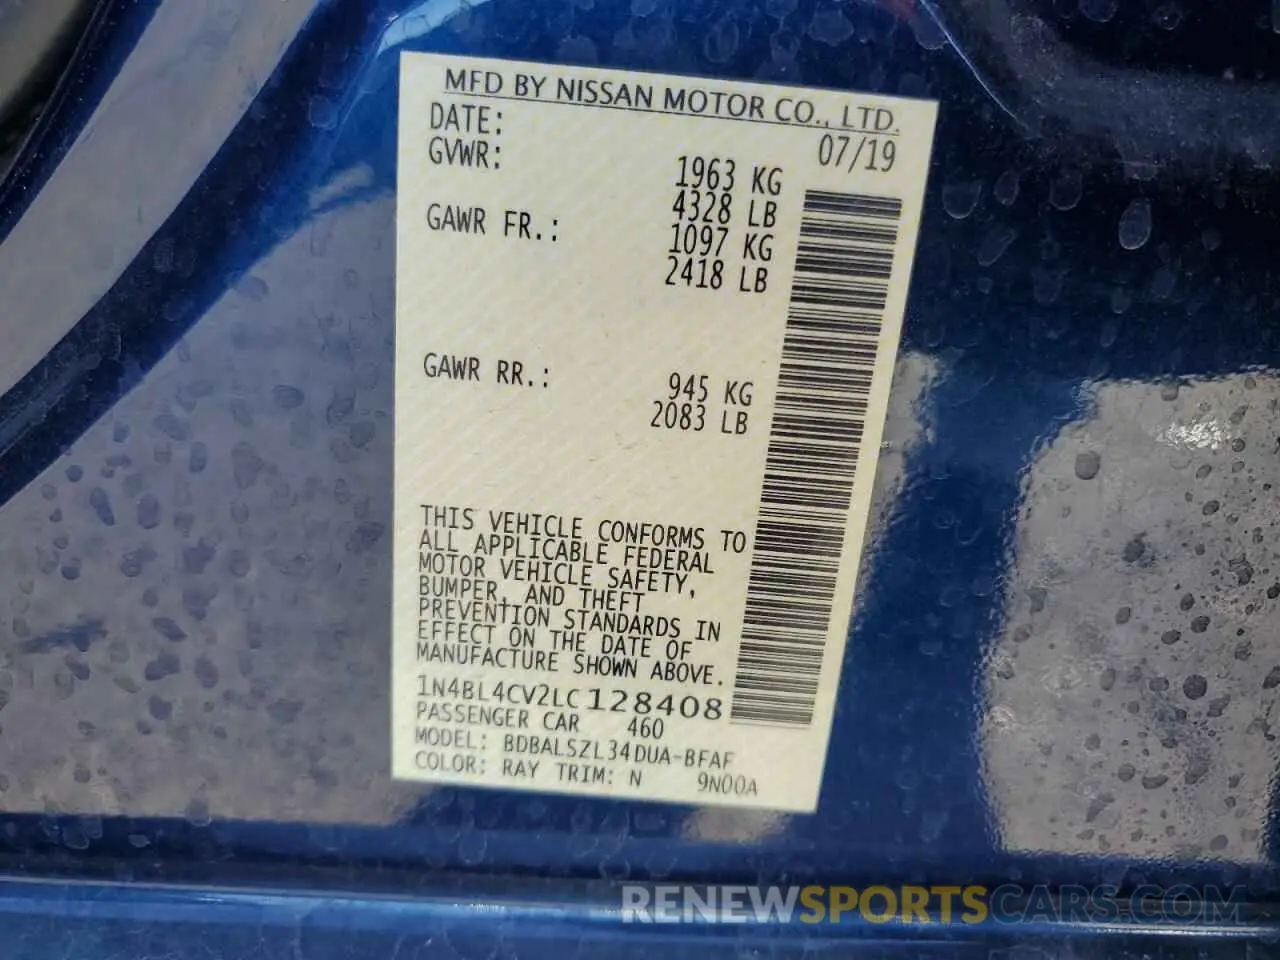 MFD BY NISSAN MOTOR CO., LTD.
DATE: 07/19
GVWR: 1963 KG
4328 LB
GAWR FR.: 1097 KG
2418 LB
GAWR RR.: 945 KG
2083 LB
THIS VEHICLE CONFORMS TO
ALL APPLICABLE FEDERAL
MOTOR VEHICLE SAFETY,
BUMPER, AND THEFT
PREVENTION STANDARDS IN
EFFECT ON THE DATE OF
MANUFACTURE SHOWN ABOVE.
1N4BL4CV2LC128408
PASSENGER CAR 460
MODEL: BDBALSZL34DUA-BFAF
COLOR: RAY TRIM: N 9N00A
RENEWSPORTSCARS.COM